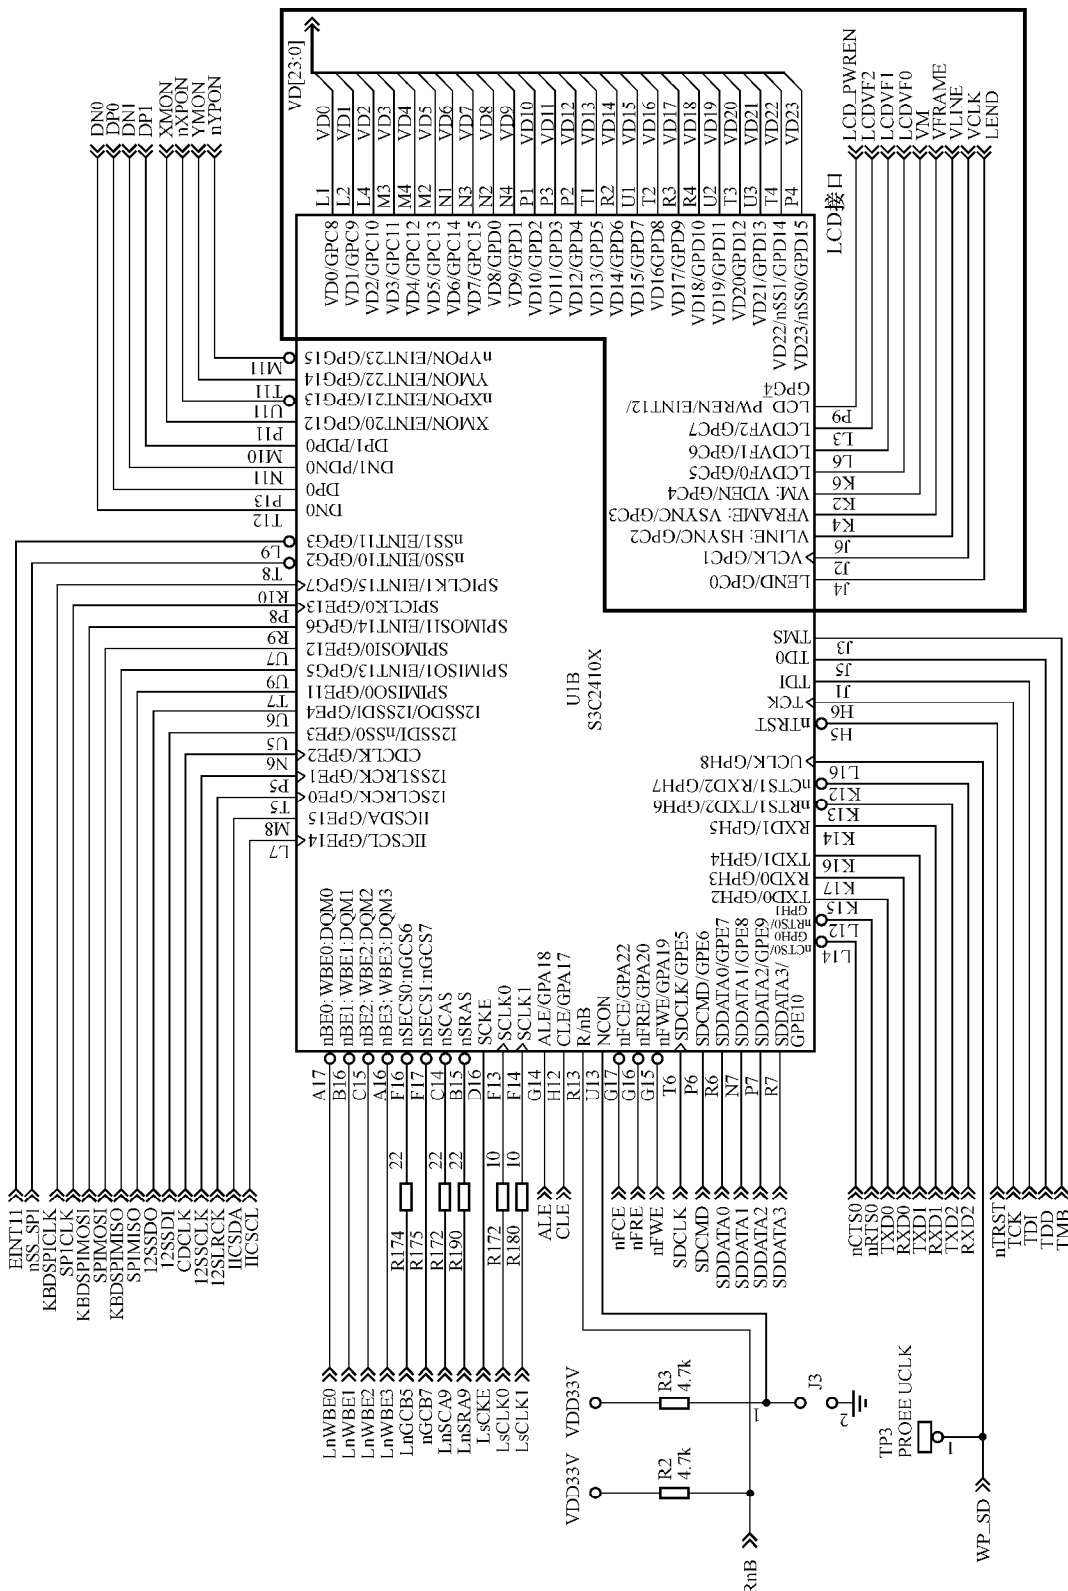 VD[23:0]
VD0
VD1
VD2
VD3
VD4
VD5
VD6
VD7
VD8
VD9
VD10
VD11
VD12
VD13
VD14
VD15
VD16
VD17
VD18
VD19
VD20
VD21
VD22
VD23
L1
L2
L4
M3
M4
M2
N1
N3
N2
N4
P1
P3
P2
T1
R2
U1
T2
R3
R4
U2
T3
U3
T4
P4
VD0/GPC8
VD1/GPC9
VD2/GPC10
VD3/GPC11
VD4/GPC12
VD5/GPC13
VD6/GPC14
VD7/GPC15
VD8/GPD0
VD9/GPD1
VD10/GPD2
VD11/GPD3
VD12/GPD4
VD13/GPD5
VD14/GPD6
VD15/GPD7
VD16GPD8
VD17/GPD9
VD18/GPD10
VD19/GPD11
VD20GPD12
VD21/GPD13
VD22/nSS1/GPD14
VD23/nSS0/GPD15
LCD接口
LCD_PWREN
LCDVF2
LCDVF1
LCDVF0
VM
VFRAME
VLINE
VCLK
LEND
GPG4
LCD_PWREN/EINT12/
LCDVF2/GPC7
LCDVF1/GPC6
LCDVF0/GPC5
VM: VDEN/GPC4
VFRAME: VSYNC/GPC3
VLINE: HSYNC/GPC2
VCLK/GPC1
LEND/GPC0
P9
L3
L6
K6
K2
K4
J6
J2
J4
DN0
DP0
DN1
DP1
XMON
nXPON
YMON
nYPON
nYPON/EINT23/GPG15
YMON/EINT22/GPG14
nXPON/EINT21/GPG13
XMON/EINT20/GPG12
DP1/PDP0
DN1/PDN0
DP0
DN0
M11
T11
U11
P11
M10
N11
P13
T12
nSS1/EINT11/GPG3
nSS0/EINT10/GPG2
SPICLK1/EINT15/GPG7
SPICLK0/GPE13
SPIMOSI1/EINT14/GPG6
SPIMOSI0/GPE12
SPIMISO1/EINT13/GPG5
SPIMISO0/GPE11
I2SSDO/I2SSDI/GPE4
I2SSDI/nSS0/GPE3
CDCLK/GPE2
I2SSLRCK/GPE1
I2SCLRCK/GPE0
IICSDA/GPE15
IICSCL/GPE14
L9
T8
R10
P8
R9
U7
U9
T7
U6
U5
N6
P5
T5
M8
L7
EINT11
nSS_SPI
KBDSPICLK
SP1CLK
KBDSPIMOSI
SPIMOSI
KBDSPIMISO
SPIMISO
12SSDO
12SSDI
CDCLK
12SSCLK
12SLRCK
IICSDA
IICSCL
U1B
S3C2410X
TMS
TD0
TDI
TCK
nTRST
J3
J5
J1
H6
H5
UCLK/GPH8
nCTS1/RXD2/GPH7
nRTS1/TXD2/GPH6
RXD1/GPH5
TXD1/GPH4
RXD0/GPH3
TXD0/GPH2
nRTS0/
GPH1
nCTS0/
GPH0
L16
K12
K13
K14
K16
K17
K15
L12
L14
nBE0: WBE0:DQM0
nBE1: WBE1:DQM1
nBE2: WBE2:DQM2
nBE3: WBE3:DQM3
nSECS0:nGCS6
nSECS1:nGCS7
nSCAS
nSRAS
SCKE
SCLK0
SCLK1
ALE/GPA18
CLE/GPA17
R/nB
NCON
nFCE/GPA22
nFRE/GPA20
nFWE/GPA19
SDCLK/GPE5
SDCMD/GPE6
SDDATA0/GPE7
SDDATA1/GPE8
SDDATA2/GPE9
SDDATA3/
GPE10
A17
B16
C15
A16
F16
F17
C14
B15
D16
F13
F14
G14
H12
R13
U13
G17
G16
G15
T6
P6
R6
N7
P7
R7
22
22
22
10
10
R174
R175
R172
R190
R172
R180
ALE
CLE
nFCE
nFRE
nFWE
SDCLK
SDCMD
SDDATA0
SDDATA1
SDDATA2
SDDATA3
nCTS0
nRTS0
TXD0
RXD0
TXD1
RXD1
TXD2
RXD2
nTRST
TCK
TDI
TDD
TMB
LnWBE0
LnWBE1
LnWBE2
LnWBE3
LnGCB5
nGCB7
LnSCA9
LnSRA9
LsCKE
LsCLK0
LsCLK1
VDD33V
R3
4.7k
1
J3
2
VDD33V
R2
4.7k
RnB
TP3
PROEE UCLK
1
WP_SD